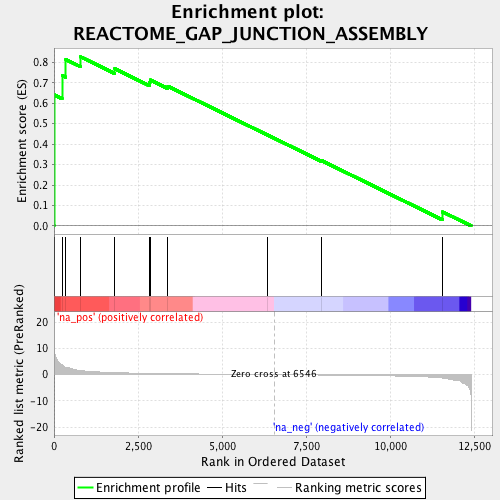 Enrichment plot:
REACTOME_GAP_JUNCTION_ASSEMBLY
Enrichment score (ES)
0.8
0.7
0.6
0.5
0.4
0.3
0.2
0.1
0.0
'na_pos' (positively correlated)
Ranked list metric (PreRanked)
20
10
0
-10
-20
Zero cross at 6546
'na_neg' (negatively correlated)
0
2,500
5,000
7,500
10,000
12,500
Rank in Ordered Dataset
Enrichment profile
Hits
Ranking metric scores